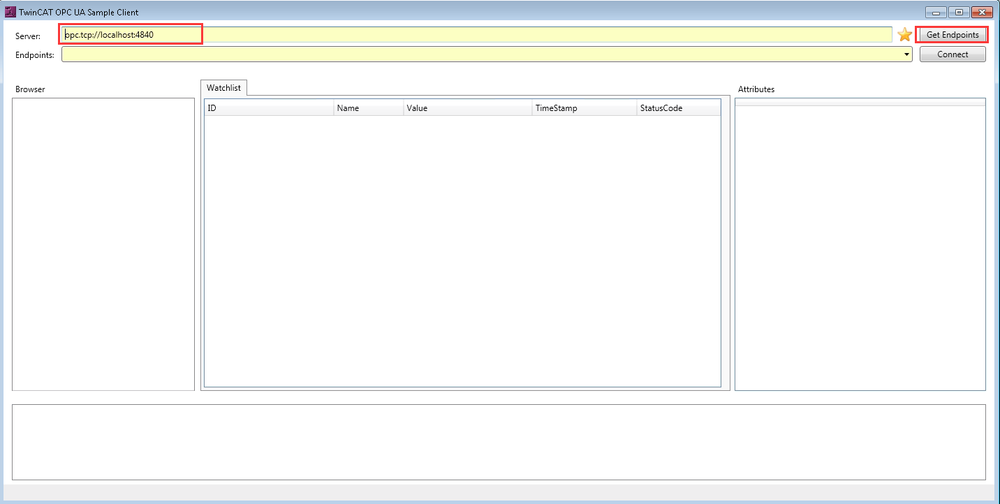 TwinCAT OPC UA Sample Client
Server: opc.tcp://localhost:4840 Get Endpoints
Endpoints: Connect
Browser Watchlist Attributes
ID Name Value TimeStamp StatusCode